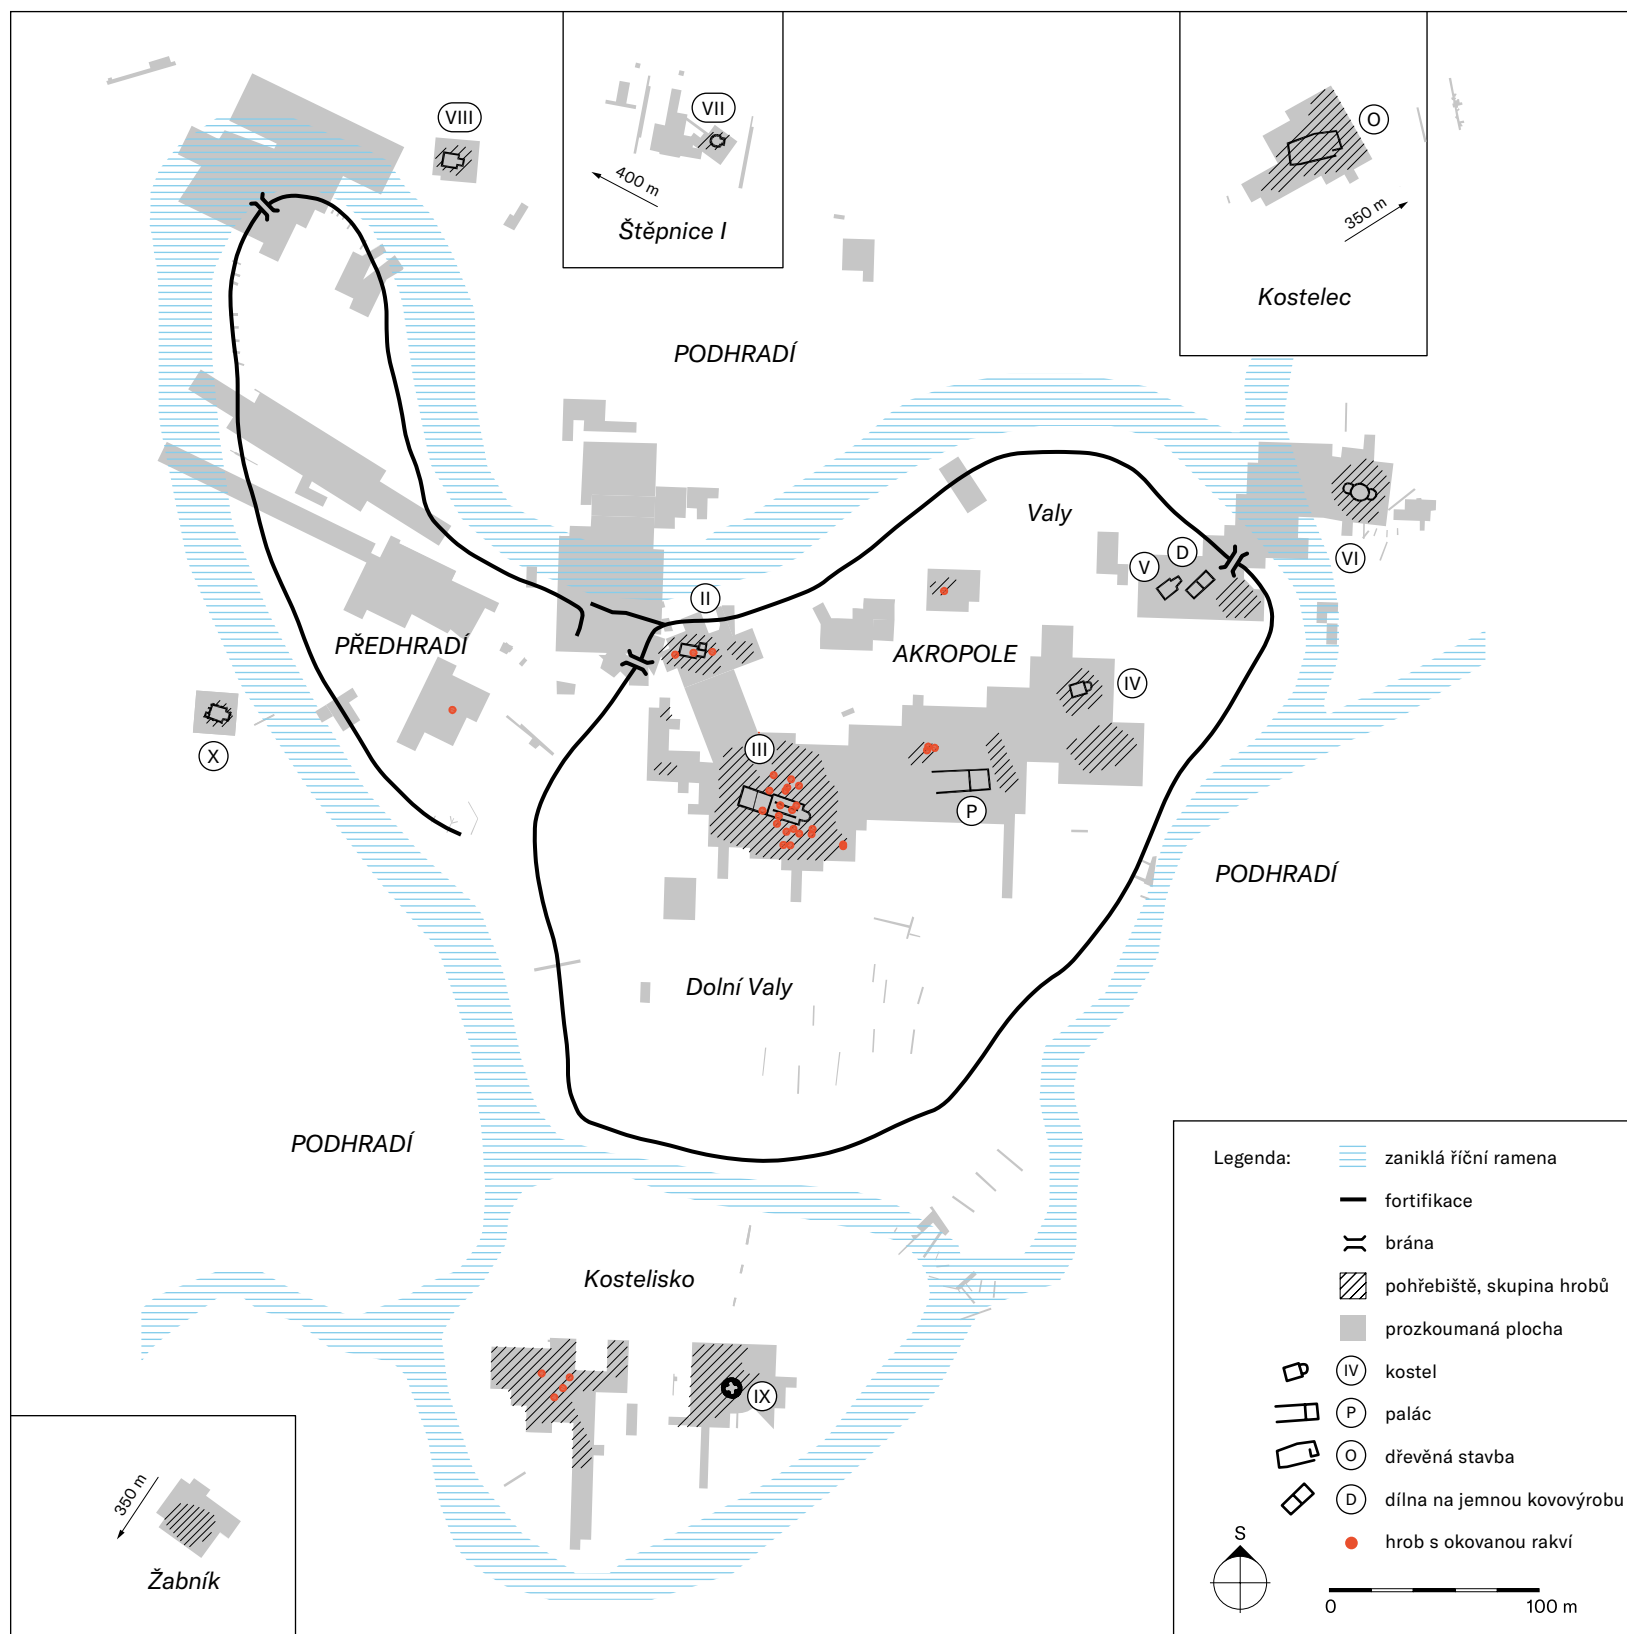 VIII
VII
400 m
Štěpnice I
O
350 m
Kostelec
PODHRADÍ
Valy
D
V
VI
II
PŘEDHRADÍ
AKROPOLE
IV
X
III
P
PODHRADÍ
Dolní Valy
PODHRADÍ
Kostelisko
IX
350 m
Žabník
Legenda:
zaniklá říční ramena
fortifikace
brána
pohřebiště, skupina hrobů
prozkoumaná plocha
IV kostel
P palác
O dřevěná stavba
D dílna na jemnou kovovýrobu
hrob s okovanou rakví
S
0 100 m